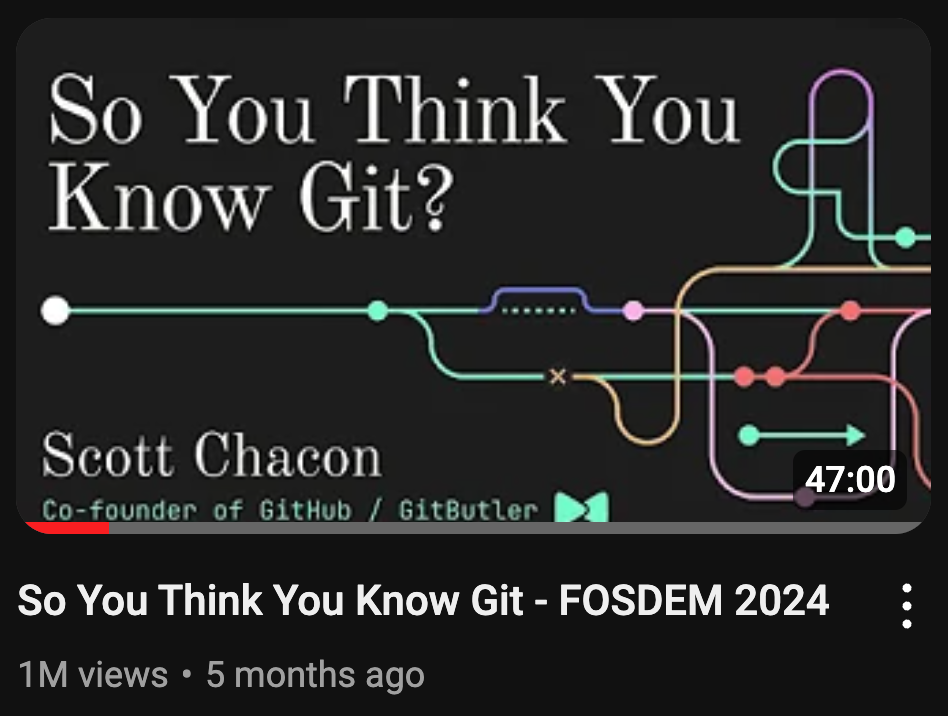 So You Think You
Know Git?
Scott Chacon
Co-founder of GitHub / GitButler
47:00
So You Think You Know Git - FOSDEM 2024
1M views • 5 months ago